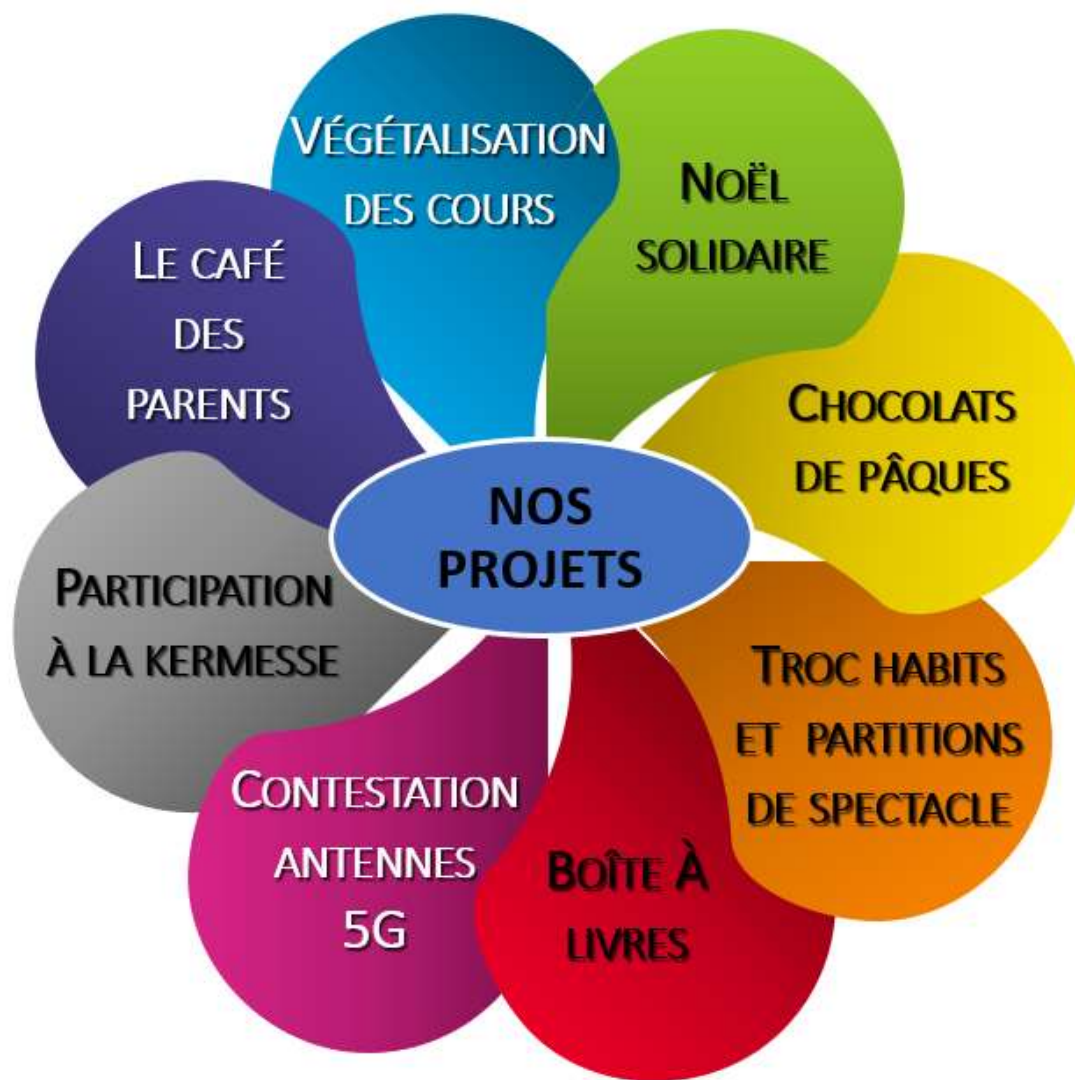 NOS
PROJETS
NOËL
SOLIDAIRE
CHOCOLATS
DE PÂQUES
TROC HABITS
ET PARTITIONS
DE SPECTACLE
BOÎTE À
LIVRES
CONTESTATION
ANTENNES
5G
PARTICIPATION
À LA KERMESSE
LE CAFÉ
DES
PARENTS
VÉGÉTALISATION
DES COURS